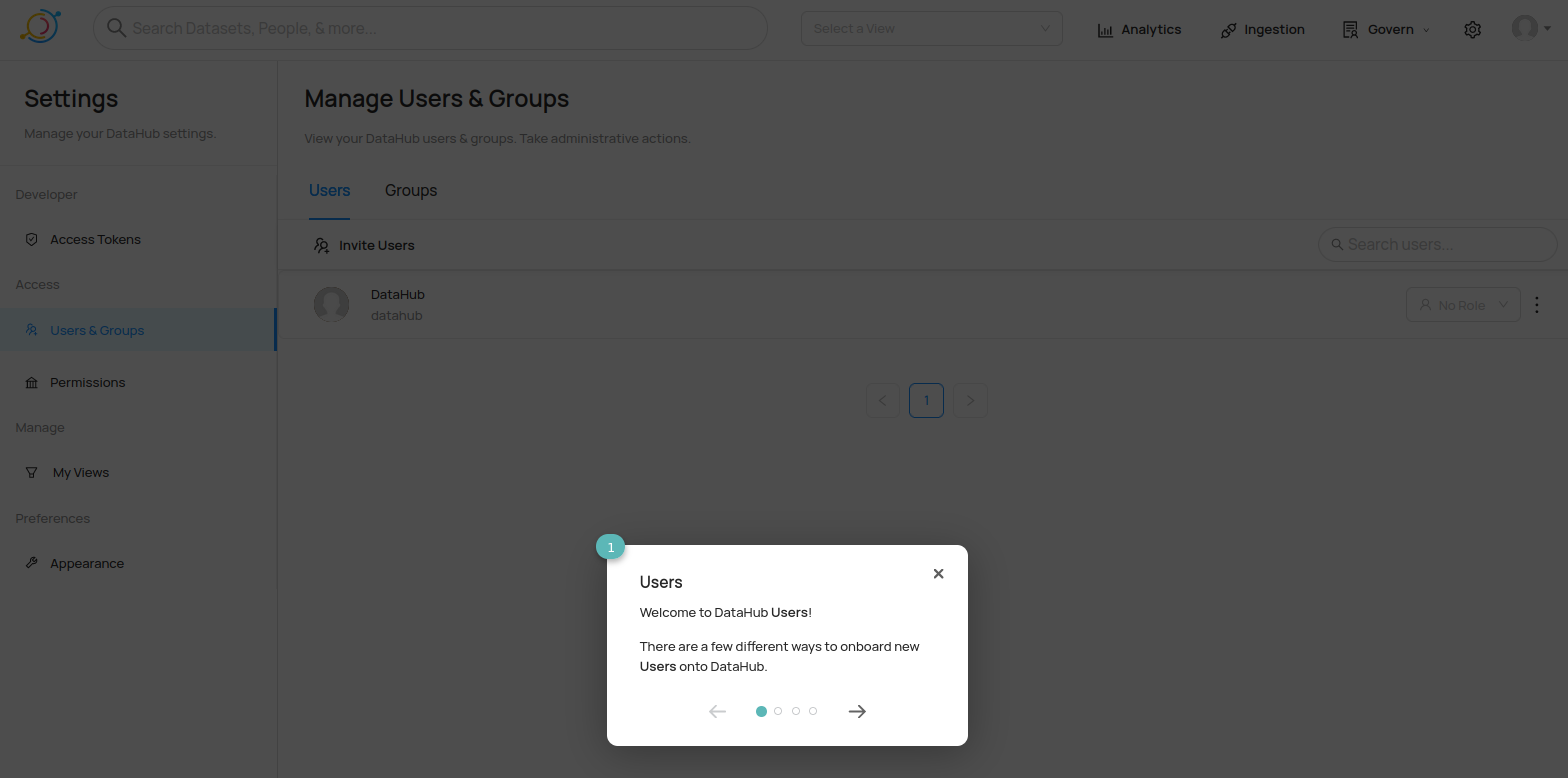 Search Datasets, People, & more...
Select a View
Analytics
Ingestion
Govern
Settings
Manage your DataHub settings.
Developer
Access Tokens
Access
Users & Groups
Permissions
Manage
My Views
Preferences
Appearance
Manage Users & Groups
View your DataHub users & groups. Take administrative actions.
Users
Groups
Invite Users
Search users...
DataHub
datahub
No Role
1
1
Users
Welcome to DataHub Users!
There are a few different ways to onboard new
Users onto DataHub.